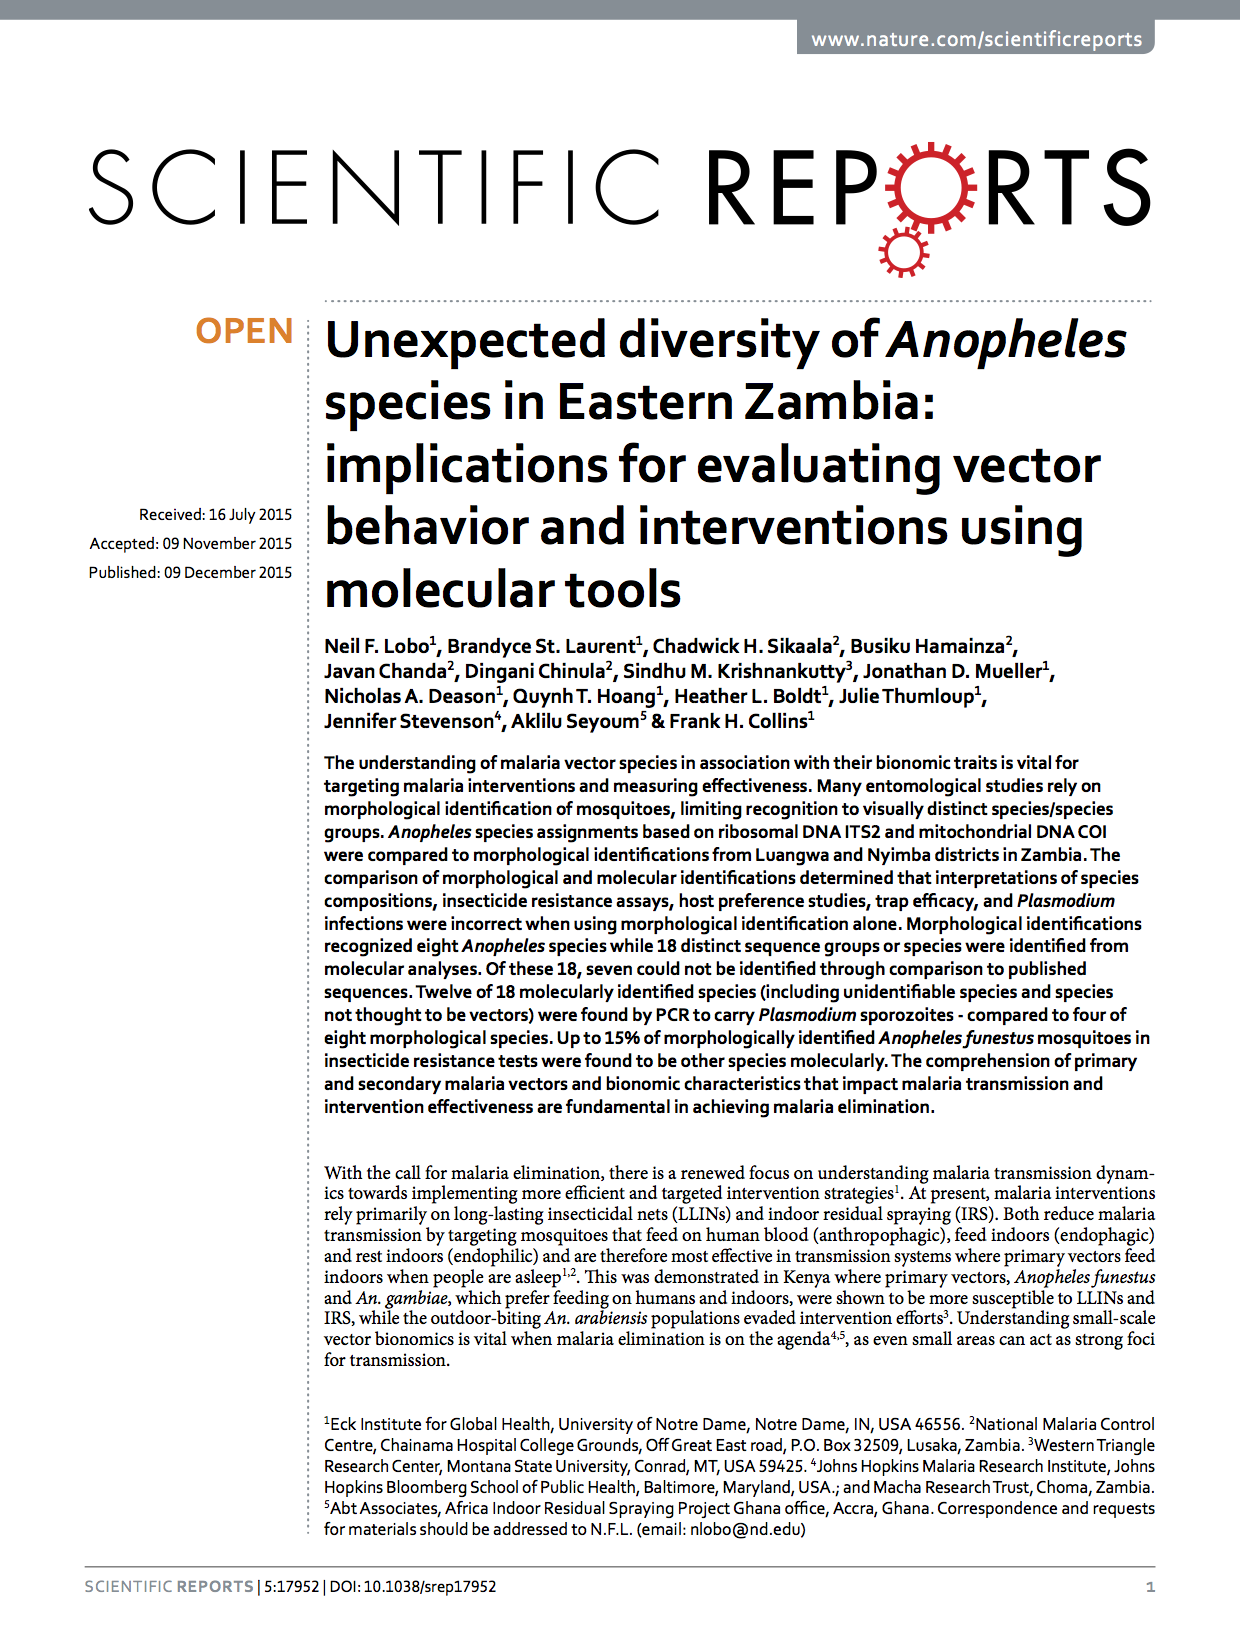 www.nature.com/scientificreports
SCIENTIFIC REPORTS
OPEN
Unexpected diversity of Anopheles
species in Eastern Zambia:
implications for evaluating vector
behavior and interventions using
molecular tools
Received: 16 July 2015
Accepted: 09 November 2015
Published: 09 December 2015
Neil F. Lobo1, Brandyce St. Laurent1, Chadwick H. Sikaala2, Busiku Hamainza2,
Javan Chanda2, Dingani Chinula2, Sindhu M. Krishnankutty3, Jonathan D. Mueller1,
Nicholas A. Deason1, Quynh T. Hoang1, Heather L. Boldt1, Julie Thumloup1,
Jennifer Stevenson4, Aklilu Seyoum5 & Frank H. Collins1
The understanding of malaria vector species in association with their bionomic traits is vital for
targeting malaria interventions and measuring effectiveness. Many entomological studies rely on
morphological identification of mosquitoes, limiting recognition to visually distinct species/species
groups. Anopheles species assignments based on ribosomal DNA ITS2 and mitochondrial DNA COI
were compared to morphological identifications from Luangwa and Nyimba districts in Zambia. The
comparison of morphological and molecular identifications determined that interpretations of species
compositions, insecticide resistance assays, host preference studies, trap efficacy, and Plasmodium
infections were incorrect when using morphological identification alone. Morphological identifications
recognized eight Anopheles species while 18 distinct sequence groups or species were identified from
molecular analyses. Of these 18, seven could not be identified through comparison to published
sequences. Twelve of 18 molecularly identified species (including unidentifiable species and species
not thought to be vectors) were found by PCR to carry Plasmodium sporozoites - compared to four of
eight morphological species. Up to 15% of morphologically identified Anopheles funestus mosquitoes in
insecticide resistance tests were found to be other species molecularly. The comprehension of primary
and secondary malaria vectors and bionomic characteristics that impact malaria transmission and
intervention effectiveness are fundamental in achieving malaria elimination.
With the call for malaria elimination, there is a renewed focus on understanding malaria transmission dynam-
ics towards implementing more efficient and targeted intervention strategies1. At present, malaria interventions
rely primarily on long-lasting insecticidal nets (LLINs) and indoor residual spraying (IRS). Both reduce malaria
transmission by targeting mosquitoes that feed on human blood (anthropophagic), feed indoors (endophagic)
and rest indoors (endophilic) and are therefore most effective in transmission systems where primary vectors feed
indoors when people are asleep1,2. This was demonstrated in Kenya where primary vectors, Anopheles funestus
and An. gambiae, which prefer feeding on humans and indoors, were shown to be more susceptible to LLINs and
IRS, while the outdoor-biting An. arabiensis populations evaded intervention efforts3. Understanding small-scale
vector bionomics is vital when malaria elimination is on the agenda4,5, as even small areas can act as strong foci
for transmission.
1Eck Institute for Global Health, University of Notre Dame, Notre Dame, IN, USA 46556. 2National Malaria Control
Centre, Chainama Hospital College Grounds, Off Great East road, P.O. Box 32509, Lusaka, Zambia. 3Western Triangle
Research Center, Montana State University, Conrad, MT, USA 59425. 4Johns Hopkins Malaria Research Institute, Johns
Hopkins Bloomberg School of Public Health, Baltimore, Maryland, USA.; and Macha Research Trust, Choma, Zambia.
5Abt Associates, Africa Indoor Residual Spraying Project Ghana office, Accra, Ghana. Correspondence and requests
for materials should be addressed to N.F.L. (email: nlobo@nd.edu)
SCIENTIFIC REPORTS | 5:17952 | DOI: 10.1038/srep17952
1